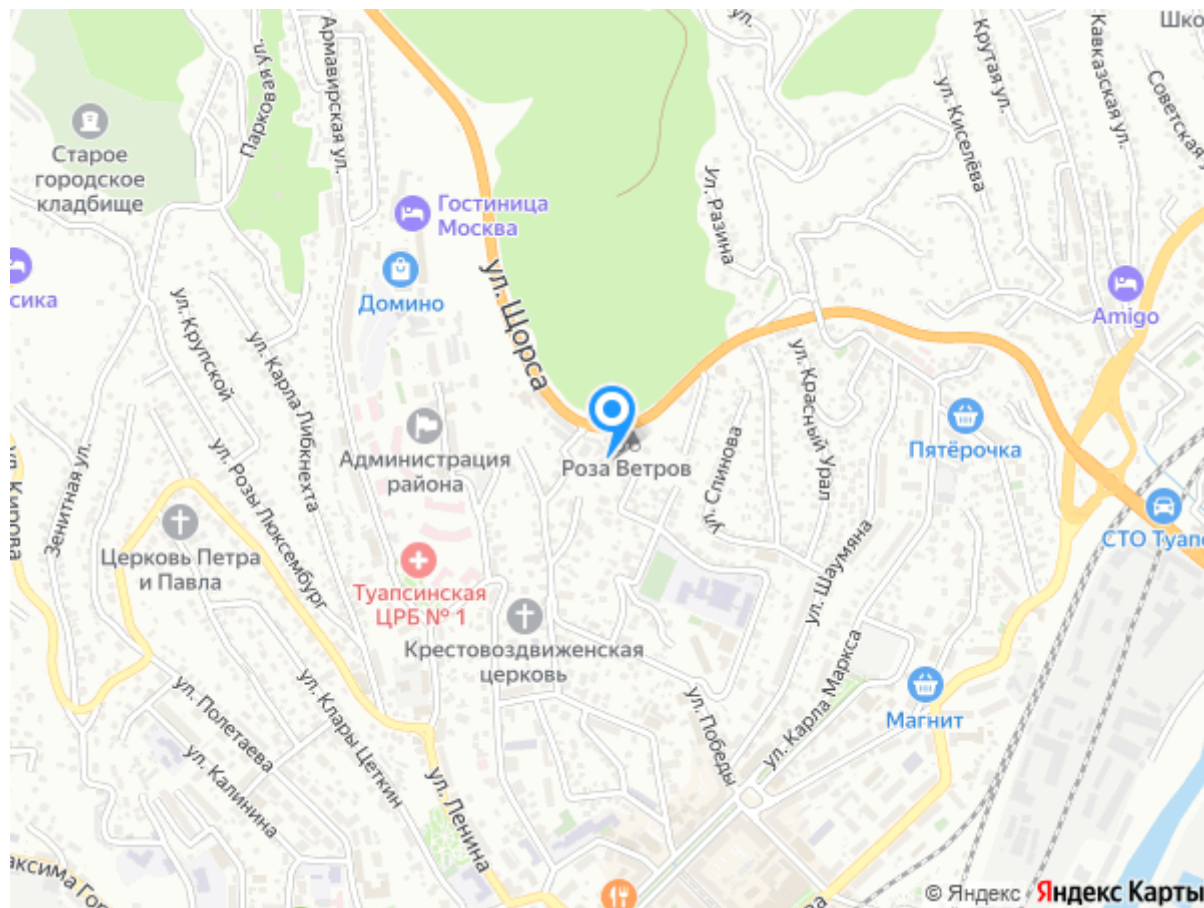 Шко
ул.
Парковая ул.
Армавирская ул.
Крутая ул.
Кавказская ул.
Советская у
ул. Киселёва
Старое
городское
кладбище
Гостиница
Москва
ул. Разина
Домино
ул. Щорса
сика
Amigo
ул. Крупской
ул. Карла Либкнехта
ул. Красный Урал
Пятёрочка
Администрация
района
Роза Ветров
ул. Спинова
ул. Кирова
Зенитная ул.
ул. Розы Люксембург
СТО Туапс
Церковь Петра
и Павла
Туапсинская
ЦРБ № 1
ул. Шаумяна
Крестовоздвиженская
церковь
ул. Карла Маркса
Магнит
ул. Победы
ул. Полетаева
ул. Клары Цеткин
ул. Калинина
ул. Ленина
аксима Гор
ова
© Яндекс Яндекс Карты